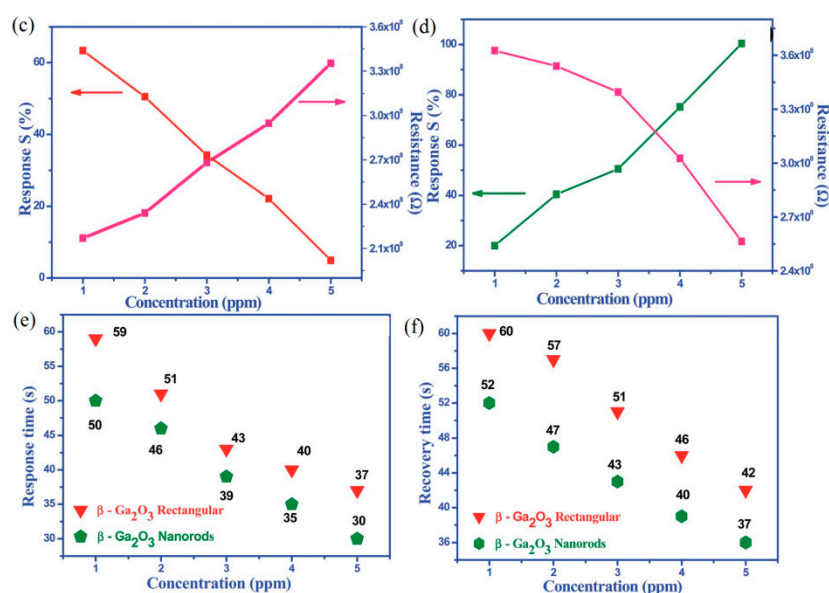 (c)
Response S (%)
60
40
20
0
3.6x10⁸
3.3x10⁸
3.0x10⁸
2.7x10⁸
2.4x10⁸
2.1x10⁸
Resistance (Ω)
1 2 3 4 5
Concentration (ppm)
(d)
Response S (%)
100
80
60
40
20
3.6x10⁸
3.3x10⁸
3.0x10⁸
2.7x10⁸
2.4x10⁸
Resistance (Ω)
1 2 3 4 5
Concentration (ppm)
(e)
Response time (s)
60
55
50
45
40
35
30
59
51
43
40
37
50
46
39
35
30
β - Ga₂O₃ Rectangular
β - Ga₂O₃ Nanorods
1 2 3 4 5
Concentration (ppm)
(f)
Recovery time (s)
60
56
52
48
44
40
36
60
57
51
46
42
52
47
43
40
37
β - Ga₂O₃ Rectangular
β - Ga₂O₃ Nanorods
1 2 3 4 5
Concentration (ppm)